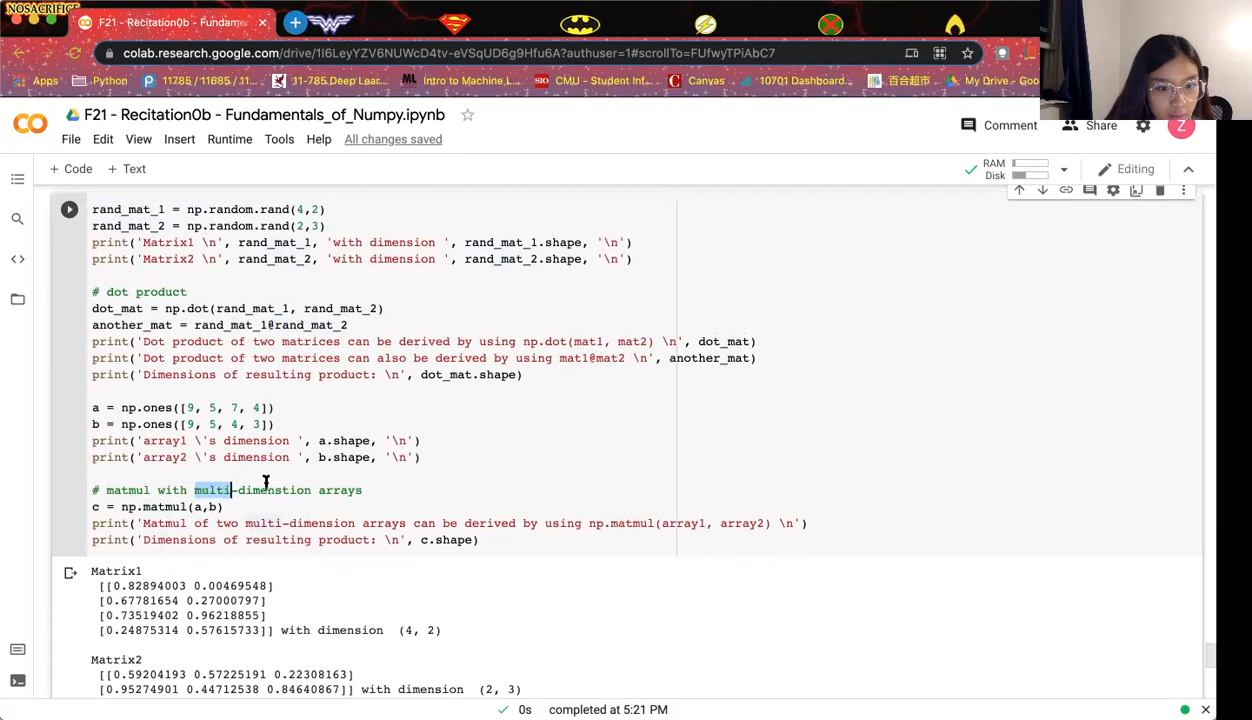 NOSACRIFICE
F21 - Recitation0b - Fundame
colab.research.google.com/drive/1I6LeyYZV6NUWcD4tv-eVSqUD6g9Hfu6A?authuser=1#scrollTo=FUfwyTPiAbC7
Apps Python 11785 / 11685 / 11... 11-785 Deep Lear... Intro to Machine L... CMU - Student Inf... Canvas 10701 Dashboard... 百合超市 My Drive - Goo
F21 - Recitation0b - Fundamentals_of_Numpy.ipynb
Comment Share Z
File Edit View Insert Runtime Tools Help All changes saved
+ Code + Text
RAM
Disk
Editing
rand_mat_1 = np.random.rand(4,2)
rand_mat_2 = np.random.rand(2,3)
print('Matrix1 \n', rand_mat_1, 'with dimension ', rand_mat_1.shape, '\n')
print('Matrix2 \n', rand_mat_2, 'with dimension ', rand_mat_2.shape, '\n')
# dot product
dot_mat = np.dot(rand_mat_1, rand_mat_2)
another_mat = rand_mat_1@rand_mat_2
print('Dot product of two matrices can be derived by using np.dot(mat1, mat2) \n', dot_mat)
print('Dot product of two matrices can also be derived by using mat1@mat2 \n', another_mat)
print('Dimensions of resulting product: \n', dot_mat.shape)
a = np.ones([9, 5, 7, 4])
b = np.ones([9, 5, 4, 3])
print('array1 \'s dimension ', a.shape, '\n')
print('array2 \'s dimension ', b.shape, '\n')
# matmul with multi-dimenstion arrays
c = np.matmul(a,b)
print('Matmul of two multi-dimension arrays can be derived by using np.matmul(array1, array2) \n')
print('Dimensions of resulting product: \n', c.shape)
Matrix1
[[0.82894003 0.00469548]
[0.67781654 0.27000797]
[0.73519402 0.96218855]
[0.24875314 0.57615733]] with dimension (4, 2)
Matrix2
[[0.59204193 0.57225191 0.22308163]
[0.95274901 0.44712538 0.84640867]] with dimension (2, 3)
0s completed at 5:21 PM